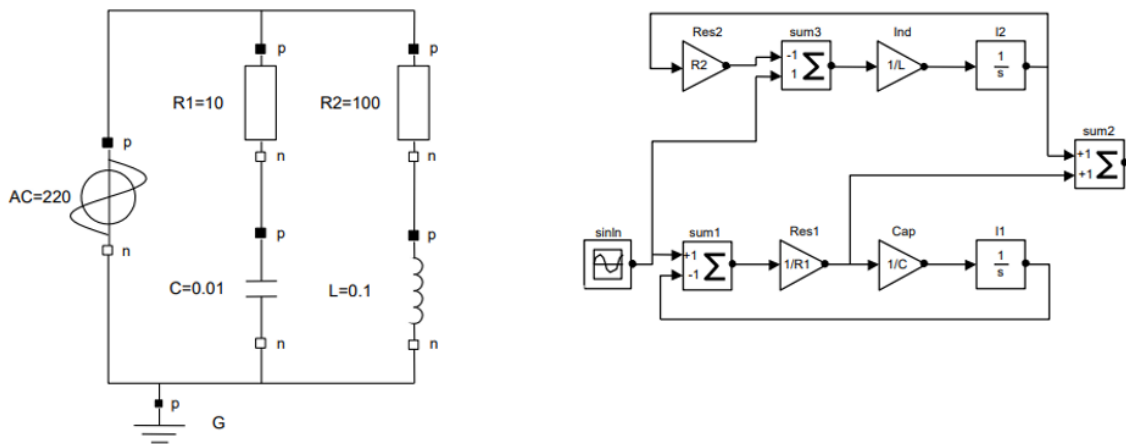 p
p
R1=10
R2=100
n
n
p
AC=220
n
p
p
C=0.01
L=0.1
n
n
p
G
Res2
sum3
Ind
I2
R2
-1
1
Σ
1/L
1
s
sum2
+1
+1
Σ
sinIn
sum1
Res1
Cap
I1
+1
-1
Σ
1/R1
1/C
1
s